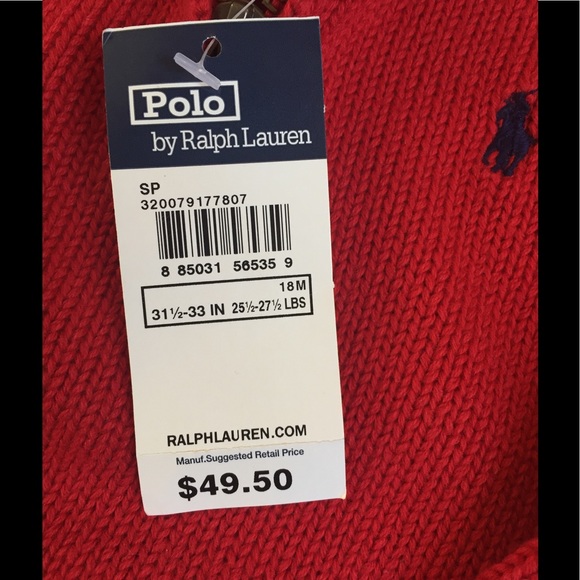 Polo
by Ralph Lauren
SP
320079177807
8 85031 56535 9
18M
31½-33 IN 25½-27½ LBS
RALPHLAUREN.COM
Manuf.Suggested Retail Price
$49.50